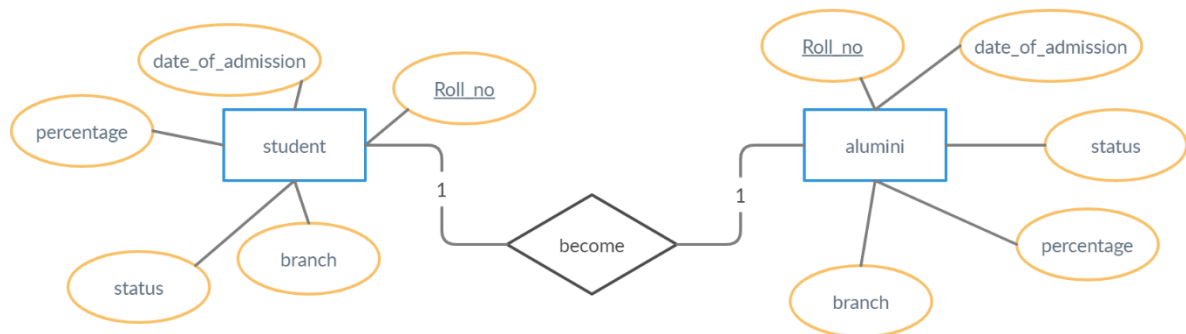 date_of_admission
Roll_no
percentage
student
status
branch
1
become
1
Roll_no
date_of_admission
alumini
status
percentage
branch